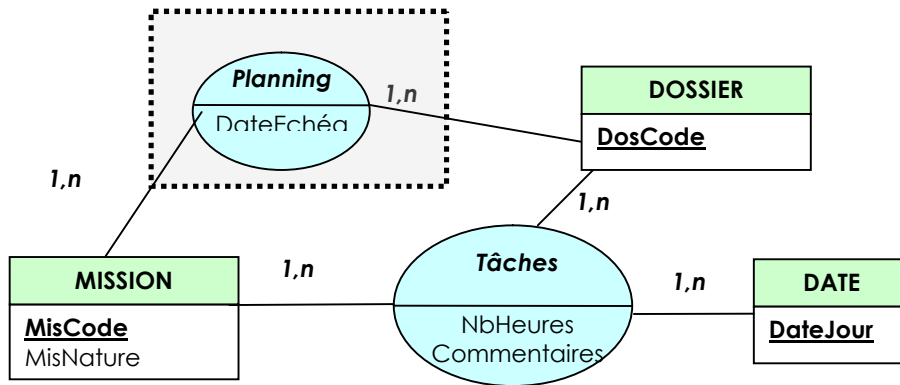 Planning
DateEchéa
1,n
DOSSIER
DosCode
1,n
1,n
MISSION
MisCode
MisNature
1,n
Tâches
NbHeures
Commentaires
1,n
DATE
DateJour